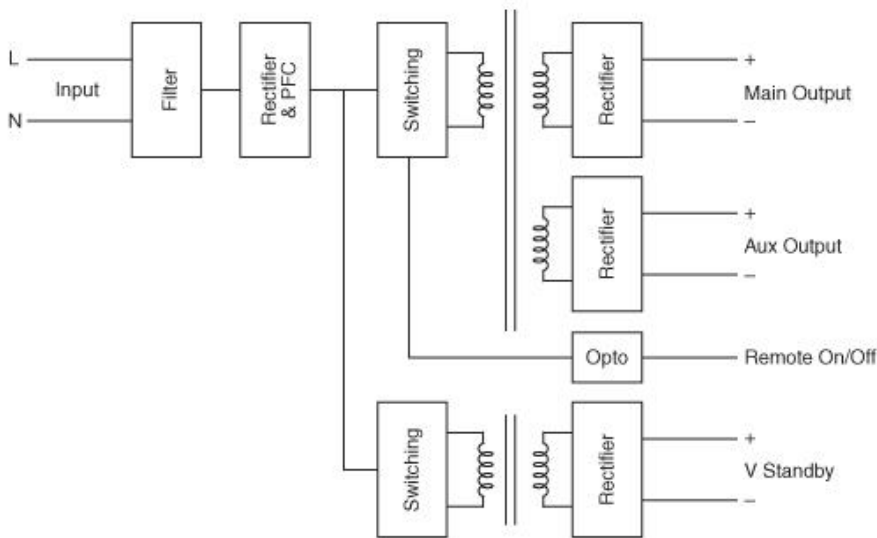 L
Input
N
Filter
Rectifier
& PFC
Switching
Rectifier
+
Main Output
–
Rectifier
+
Aux Output
–
Opto
Remote On/Off
Switching
Rectifier
+
V Standby
–